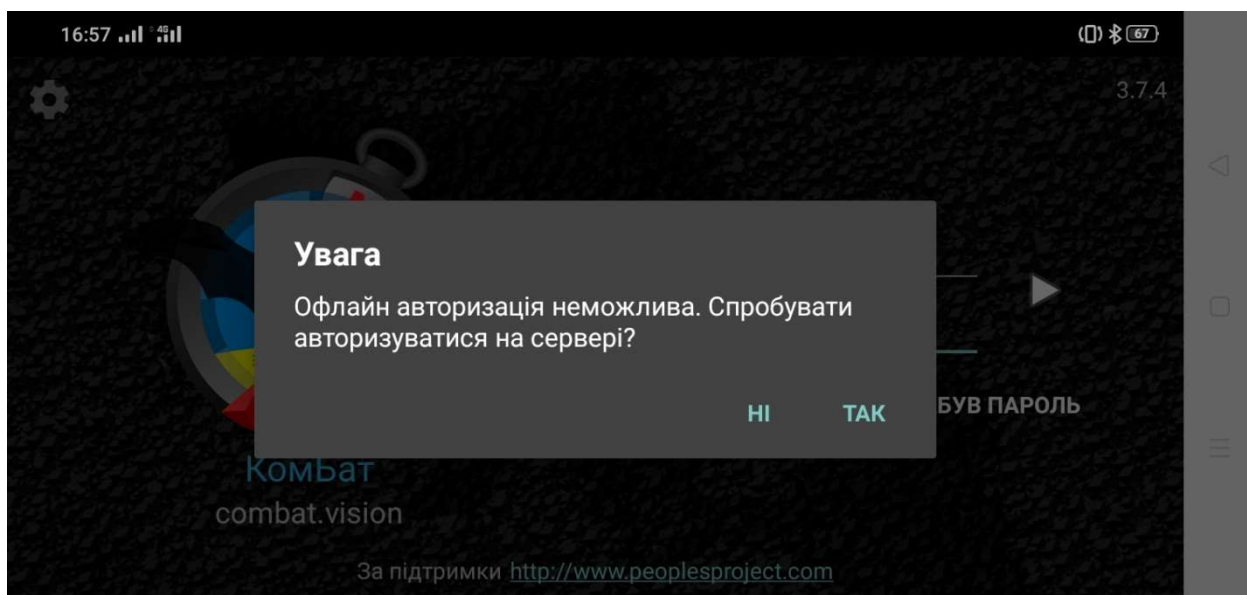 16:57 4G 67
3.7.4
Увага
Офлайн авторизація неможлива. Спробувати
авторизуватися на сервері?
НІ ТАК
БУВ ПАРОЛЬ
КомБат
combat.vision
За підтримки http://www.peoplesproject.com